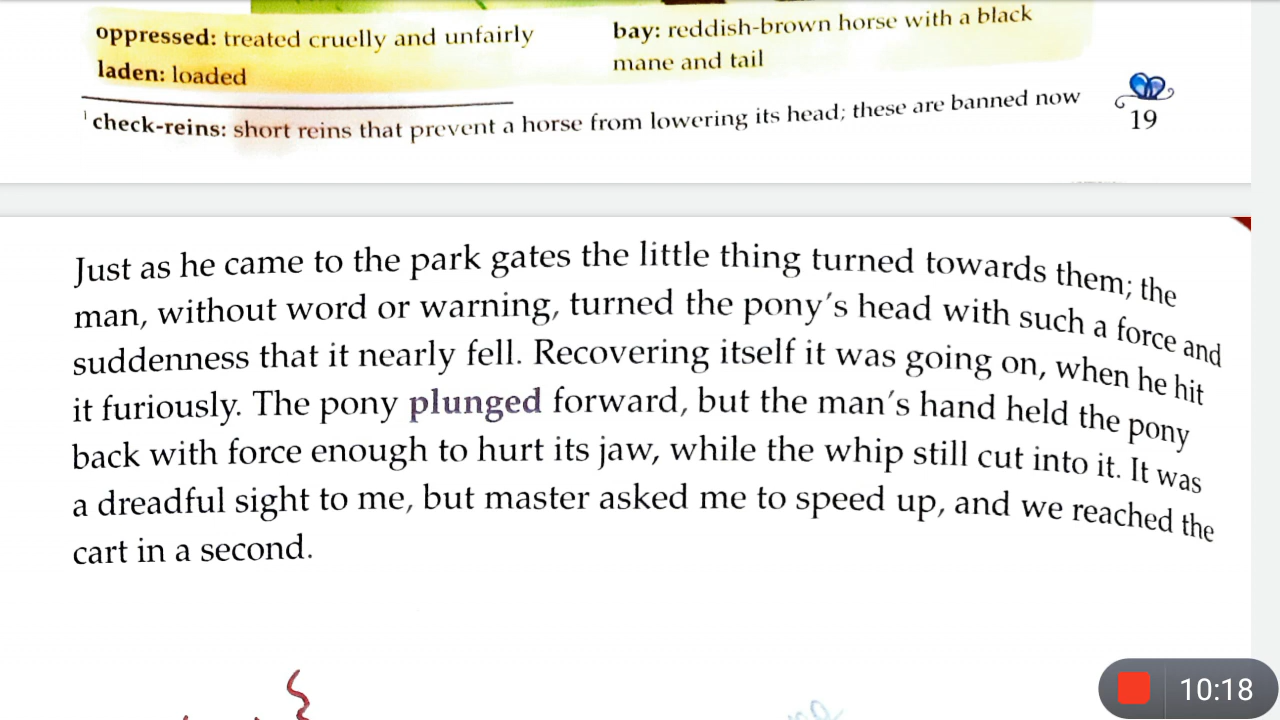 oppressed: treated cruelly and unfairly
laden: loaded
bay: reddish-brown horse with a black
mane and tail
1 check-reins: short reins that prevent a horse from lowering its head; these are banned now
19
Just as he came to the park gates the little thing turned towards them; the
man, without word or warning, turned the pony's head with such a force and
suddenness that it nearly fell. Recovering itself it was going on, when he hit
it furiously. The pony plunged forward, but the man's hand held the pony
back with force enough to hurt its jaw, while the whip still cut into it. It was
a dreadful sight to me, but master asked me to speed up, and we reached the
cart in a second.
10:18